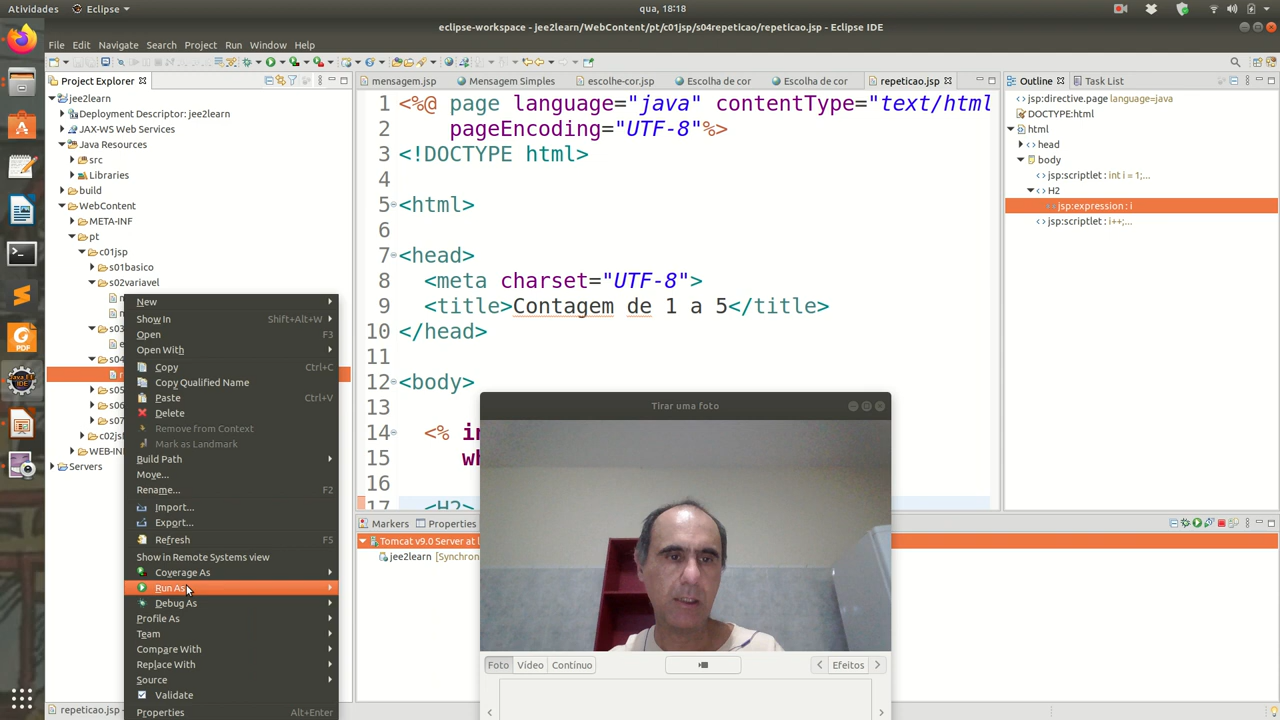 Atividades
Eclipse
qua, 18:18
eclipse-workspace - jee2learn/WebContent/pt/c01jsp/s04repeticao/repeticao.jsp - Eclipse IDE
File Edit Navigate Search Project Run Window Help
Project Explorer
mensagem.jsp
Mensagem Simples
escolhe-cor.jsp
Escolha de cor
Escolha de cor
repeticao.jsp
Outline
Task List
jee2learn
Deployment Descriptor: jee2learn
JAX-WS Web Services
Java Resources
src
Libraries
build
WebContent
META-INF
pt
c01jsp
s01basico
s02variavel
s03
s04
s05
s06
s07
c02jsf
WEB-IN
Servers
New
Show In Shift+Alt+W
Open F3
Open With
Copy Ctrl+C
Copy Qualified Name
Paste Ctrl+V
Delete
Remove from Context
Mark as Landmark
Build Path
Move...
Rename... F2
Import...
Export...
Refresh F5
Show in Remote Systems view
Coverage As
Run As
Debug As
Profile As
Team
Compare With
Replace With
Source
Validate
Properties Alt+Enter
1 <%@ page language="java" contentType="text/html
2 pageEncoding="UTF-8"%>
3 <!DOCTYPE html>
4
5 <html>
6
7 <head>
8 <meta charset="UTF-8">
9 <title>Contagem de 1 a 5</title>
10 </head>
11
12 <body>
13
14 <% in
15 wh
16
17 <H2>
jsp:directive.page language=java
DOCTYPE:html
html
head
body
jsp:scriptlet : int i = 1;...
H2
jsp:expression : i
jsp:scriptlet : i++;...
Markers
Properties
Tomcat v9.0 Server at l
jee2learn [Synchron
Tirar uma foto
Foto Vídeo Contínuo
Efeitos
repeticao.jsp -